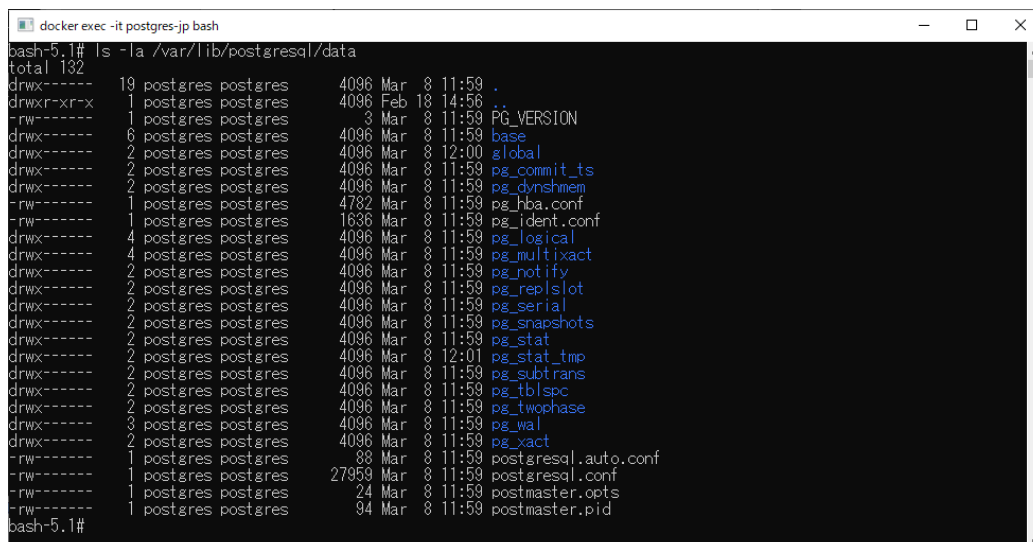 docker exec -it postgres-jp bash
bash-5.1# ls -la /var/lib/postgresql/data
total 132
drwx------ 19 postgres postgres 4096 Mar 8 11:59 .
drwxr-xr-x 1 postgres postgres 4096 Feb 18 14:56 ..
-rw------- 1 postgres postgres 3 Mar 8 11:59 PG_VERSION
drwx------ 6 postgres postgres 4096 Mar 8 11:59 base
drwx------ 2 postgres postgres 4096 Mar 8 12:00 global
drwx------ 2 postgres postgres 4096 Mar 8 11:59 pg_commit_ts
drwx------ 2 postgres postgres 4096 Mar 8 11:59 pg_dynshmem
-rw------- 1 postgres postgres 4782 Mar 8 11:59 pg_hba.conf
-rw------- 1 postgres postgres 1636 Mar 8 11:59 pg_ident.conf
drwx------ 4 postgres postgres 4096 Mar 8 11:59 pg_logical
drwx------ 4 postgres postgres 4096 Mar 8 11:59 pg_multixact
drwx------ 2 postgres postgres 4096 Mar 8 11:59 pg_notify
drwx------ 2 postgres postgres 4096 Mar 8 11:59 pg_replslot
drwx------ 2 postgres postgres 4096 Mar 8 11:59 pg_serial
drwx------ 2 postgres postgres 4096 Mar 8 11:59 pg_snapshots
drwx------ 2 postgres postgres 4096 Mar 8 11:59 pg_stat
drwx------ 2 postgres postgres 4096 Mar 8 12:01 pg_stat_tmp
drwx------ 2 postgres postgres 4096 Mar 8 11:59 pg_subtrans
drwx------ 2 postgres postgres 4096 Mar 8 11:59 pg_tblspc
drwx------ 2 postgres postgres 4096 Mar 8 11:59 pg_twophase
drwx------ 3 postgres postgres 4096 Mar 8 11:59 pg_wal
drwx------ 2 postgres postgres 4096 Mar 8 11:59 pg_xact
-rw------- 1 postgres postgres 88 Mar 8 11:59 postgresql.auto.conf
-rw------- 1 postgres postgres 27959 Mar 8 11:59 postgresql.conf
-rw------- 1 postgres postgres 24 Mar 8 11:59 postmaster.opts
-rw------- 1 postgres postgres 94 Mar 8 11:59 postmaster.pid
bash-5.1#